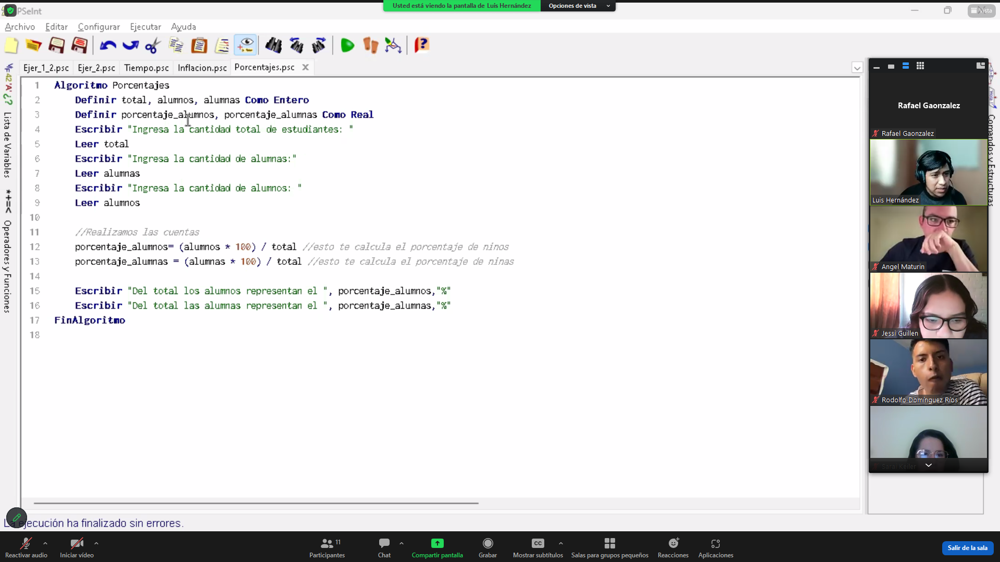 Usted está viendo la pantalla de Luis Hernández
Opciones de vista
PSeInt
Vista
Archivo Editar Configurar Ejecutar Ayuda
Ejer_1_2.psc Ejer_2.psc Tiempo.psc Inflacion.psc Porcentajes.psc
1 Algoritmo Porcentajes
2 Definir total, alumnos, alumnas Como Entero
3 Definir porcentaje_alumnos, porcentaje_alumnas Como Real
4 Escribir "Ingresa la cantidad total de estudiantes: "
5 Leer total
6 Escribir "Ingresa la cantidad de alumnas:"
7 Leer alumnas
8 Escribir "Ingresa la cantidad de alumnos: "
9 Leer alumnos
10
11 //Realizamos las cuentas
12 porcentaje_alumnos= (alumnos * 100) / total //esto te calcula el porcentaje de ninos
13 porcentaje_alumnas = (alumnas * 100) / total //esto te calcula el porcentaje de ninas
14
15 Escribir "Del total los alumnos representan el ", porcentaje_alumnos,"%"
16 Escribir "Del total las alumnas representan el ", porcentaje_alumnas,"%"
17 FinAlgoritmo
18
Lista de Variables
*+=< Operadores y Funciones
Comandos y Estructuras
Rafael Gaonzalez
Rafael Gaonzalez
Luis Hernández
Angel Maturin
Jessi Guillen
Rodolfo Domínguez Ríos
Sarai Keller
La ejecución ha finalizado sin errores.
Reactivar audio
Iniciar vídeo
11
Participantes
Chat
Compartir pantalla
Grabar
CC
Mostrar subtítulos
Salas para grupos pequeños
Reacciones
Aplicaciones
Salir de la sala